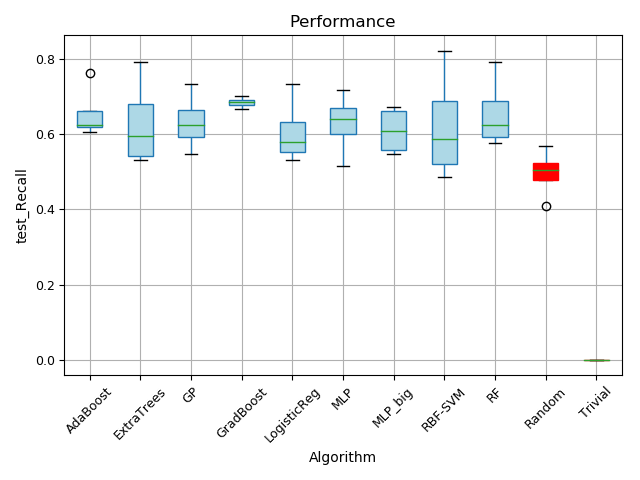 Performance
test_Recall
0.8
0.6
0.4
0.2
0.0
AdaBoost
ExtraTrees
GP
GradBoost
LogisticReg
MLP
MLP_big
RBF-SVM
RF
Random
Trivial
Algorithm